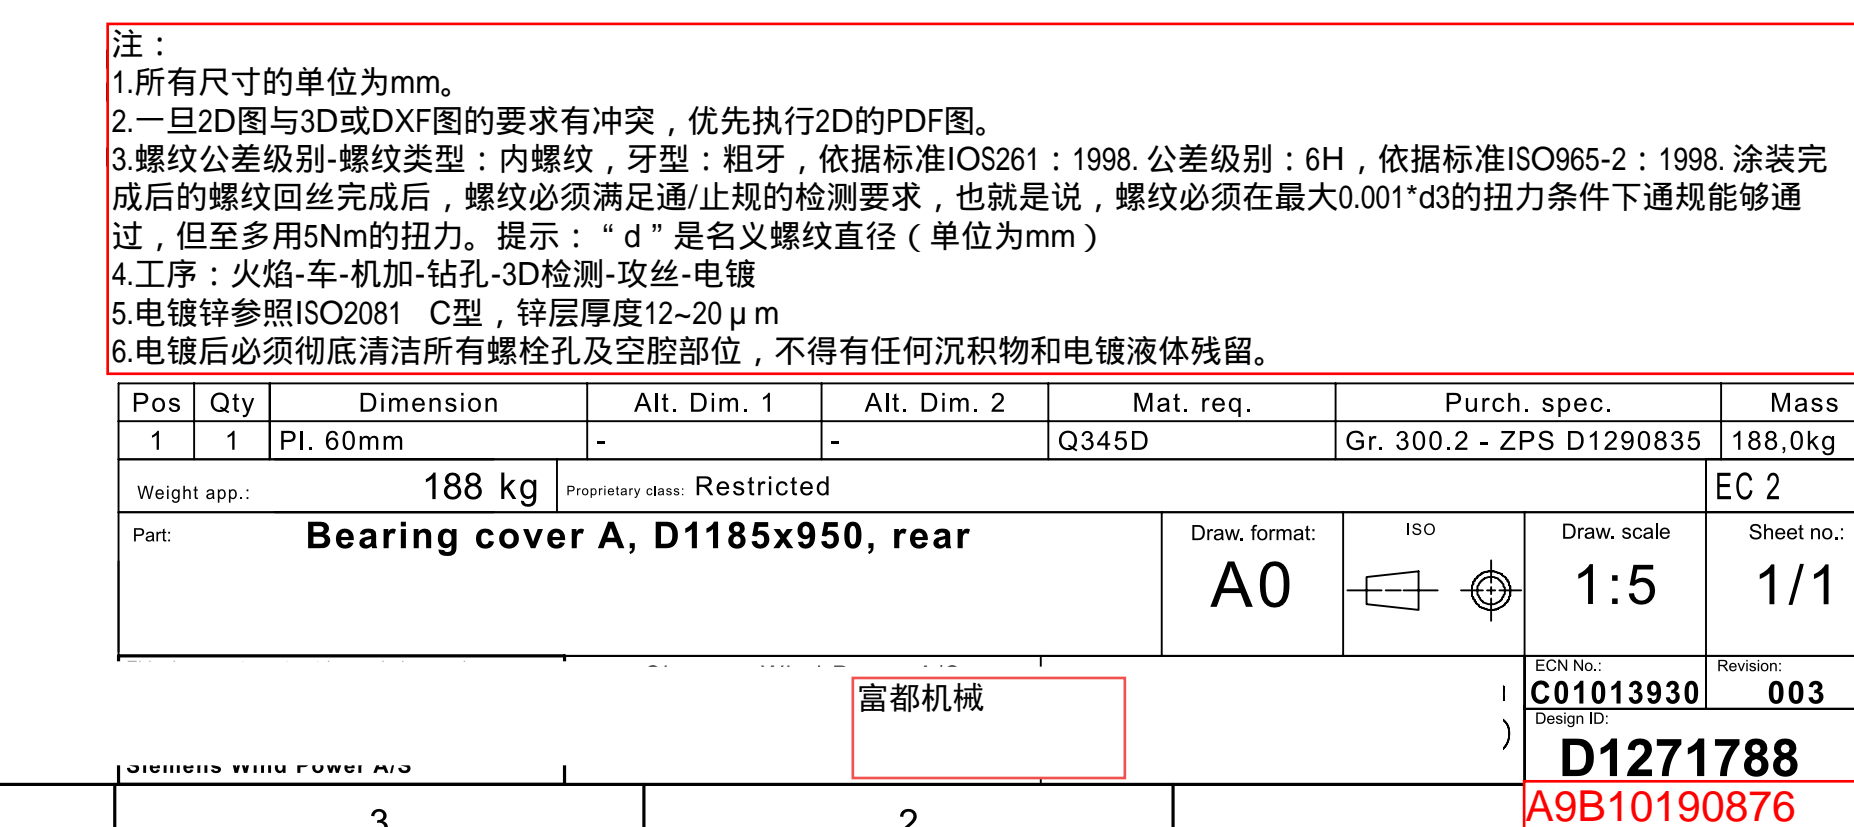 注：
1.所有尺寸的单位为mm。
2.一旦2D图与3D或DXF图的要求有冲突，优先执行2D的PDF图。
3.螺纹公差级别-螺纹类型：内螺纹，牙型：粗牙，依据标准IOS261：1998. 公差级别：6H，依据标准ISO965-2：1998. 涂装完
成后的螺纹回丝完成后，螺纹必须满足通/止规的检测要求，也就是说，螺纹必须在最大0.001*d3的扭力条件下通规能够通
过，但至多用5Nm的扭力。提示：“d”是名义螺纹直径（单位为mm）
4.工序：火焰-车-机加-钻孔-3D检测-攻丝-电镀
5.电镀锌参照ISO2081 C型，锌层厚度12~20μm
6.电镀后必须彻底清洁所有螺栓孔及空腔部位，不得有任何沉积物和电镀液体残留。
Pos Qty Dimension Alt. Dim. 1 Alt. Dim. 2 Mat. req. Purch. spec. Mass
1 1 Pl. 60mm - - Q345D Gr. 300.2 - ZPS D1290835 188,0kg
Weight app.: 188 kg Proprietary class: Restricted EC 2
Part: Bearing cover A, D1185x950, rear Draw. format: ISO Draw. scale Sheet no.:
A0 1:5 1/1
ECN No.: Revision:
富都机械 C01013930 003
Design ID:
D1271788
Siemens Wind Power A/S
A9B10190876
3 2